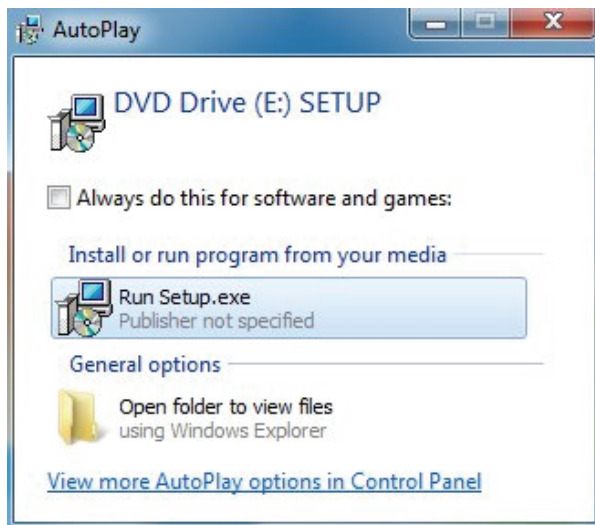 AutoPlay
DVD Drive (E:) SETUP
Always do this for software and games:
Install or run program from your media
Run Setup.exe
Publisher not specified
General options
Open folder to view files
using Windows Explorer
View more AutoPlay options in Control Panel